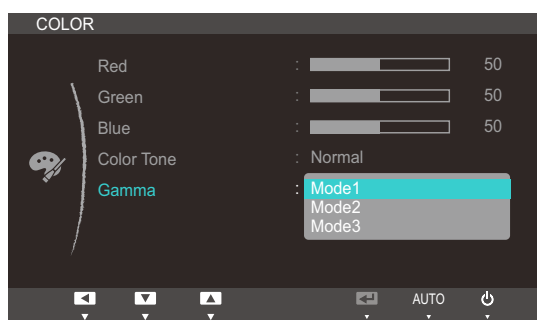 COLOR
Red : 50
Green : 50
Blue : 50
Color Tone : Normal
Gamma : Mode1
Mode2
Mode3
AUTO